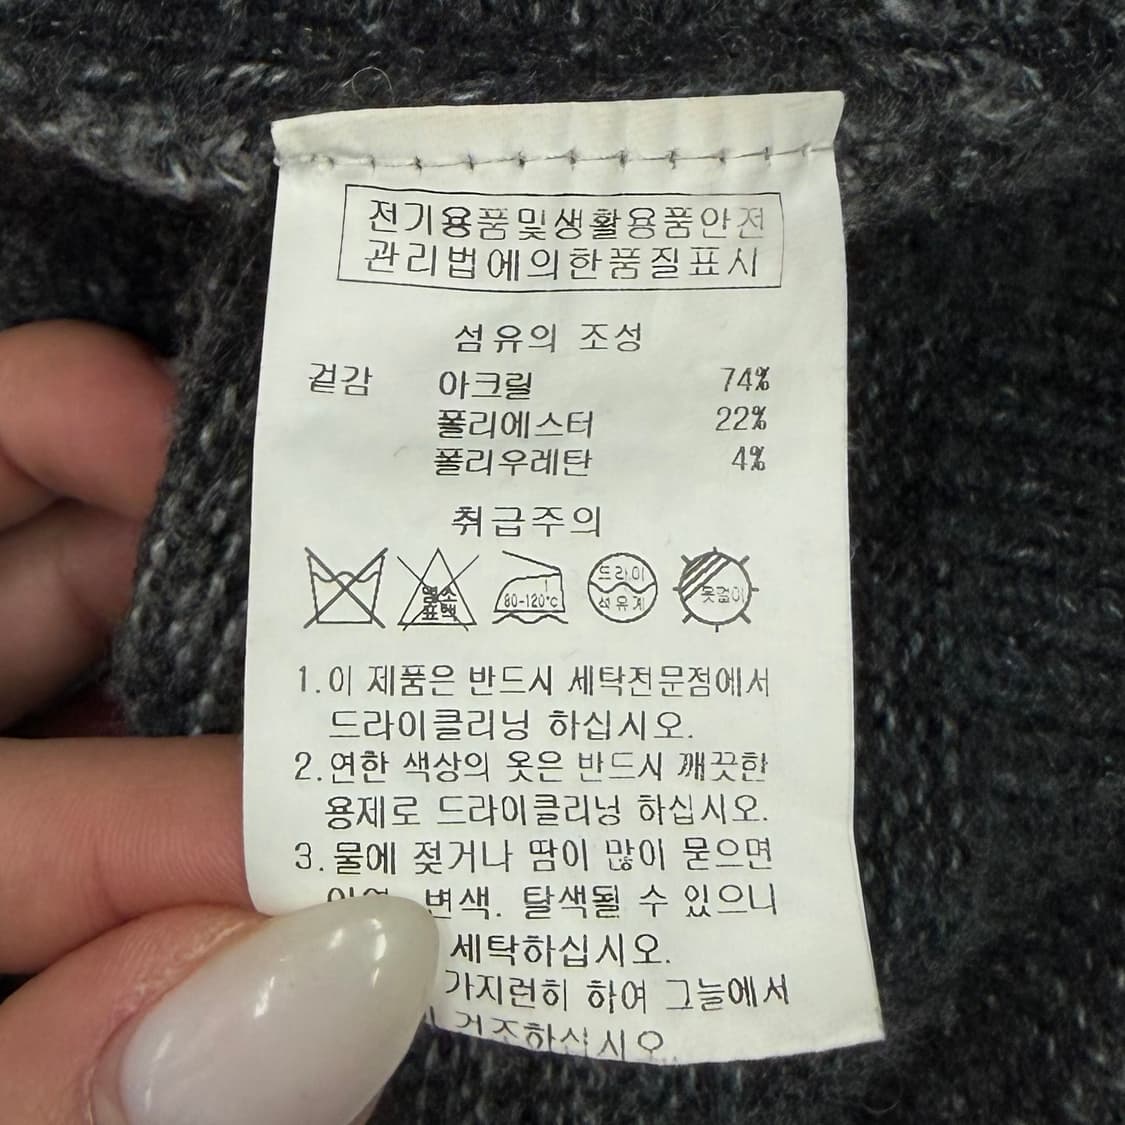 전기용품및생활용품안전
관리법에의한품질표시
섬유의 조성
겉감 아크릴 74%
폴리에스터 22%
폴리우레탄 4%
취급주의
염소
표백
80-120℃
드라이
석유계
옷걸이
1.이 제품은 반드시 세탁전문점에서
드라이클리닝 하십시오.
2.연한 색상의 옷은 반드시 깨끗한
용제로 드라이클리닝 하십시오.
3.물에 젖거나 땀이 많이 묻으면
변색. 탈색될 수 있으니
세탁하십시오.
가지런히 하여 그늘에서
건조하십시오.